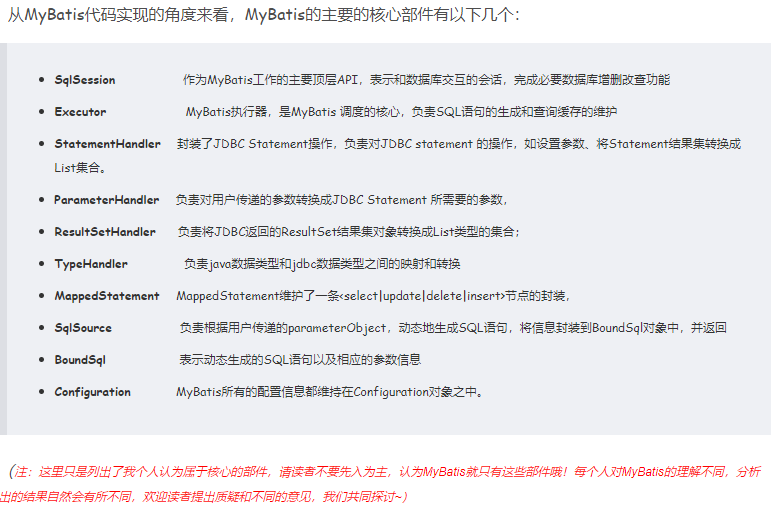 从MyBatis代码实现的角度来看，MyBatis的主要的核心部件有以下几个：
SqlSession 作为MyBatis工作的主要顶层API，表示和数据库交互的会话，完成必要数据库增删改查功能
Executor MyBatis执行器，是MyBatis 调度的核心，负责SQL语句的生成和查询缓存的维护
StatementHandler 封装了JDBC Statement操作，负责对JDBC statement 的操作，如设置参数、将Statement结果集转换成
List集合。
ParameterHandler 负责对用户传递的参数转换成JDBC Statement 所需要的参数，
ResultSetHandler 负责将JDBC返回的ResultSet结果集对象转换成List类型的集合；
TypeHandler 负责java数据类型和jdbc数据类型之间的映射和转换
MappedStatement MappedStatement维护了一条<select|update|delete|insert>节点的封装，
SqlSource 负责根据用户传递的parameterObject，动态地生成SQL语句，将信息封装到BoundSql对象中，并返回
BoundSql 表示动态生成的SQL语句以及相应的参数信息
Configuration MyBatis所有的配置信息都维持在Configuration对象之中。
（注：这里只是列出了我个人认为属于核心的部件，请读者不要先入为主，认为MyBatis就只有这些部件哦！每个人对MyBatis的理解不同，分析
出的结果自然会有所不同，欢迎读者提出质疑和不同的意见，我们共同探讨~）